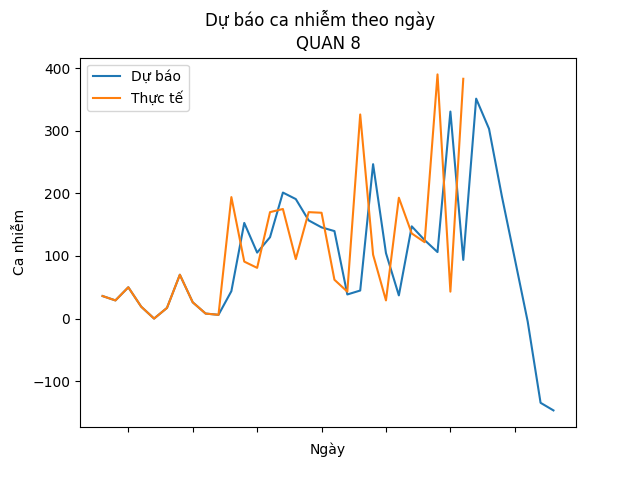 Dự báo ca nhiễm theo ngày
QUAN 8
Dự báo
Thực tế
400
300
200
100
0
−100
Ca nhiễm
Ngày